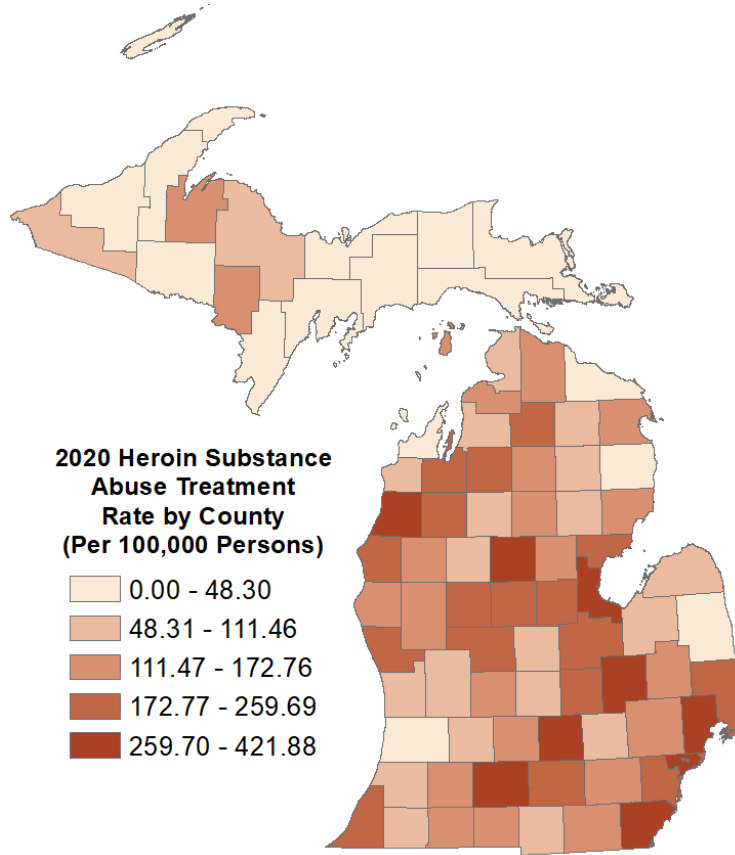 2020 Heroin Substance
Abuse Treatment
Rate by County
(Per 100,000 Persons)
0.00 - 48.30
48.31 - 111.46
111.47 - 172.76
172.77 - 259.69
259.70 - 421.88